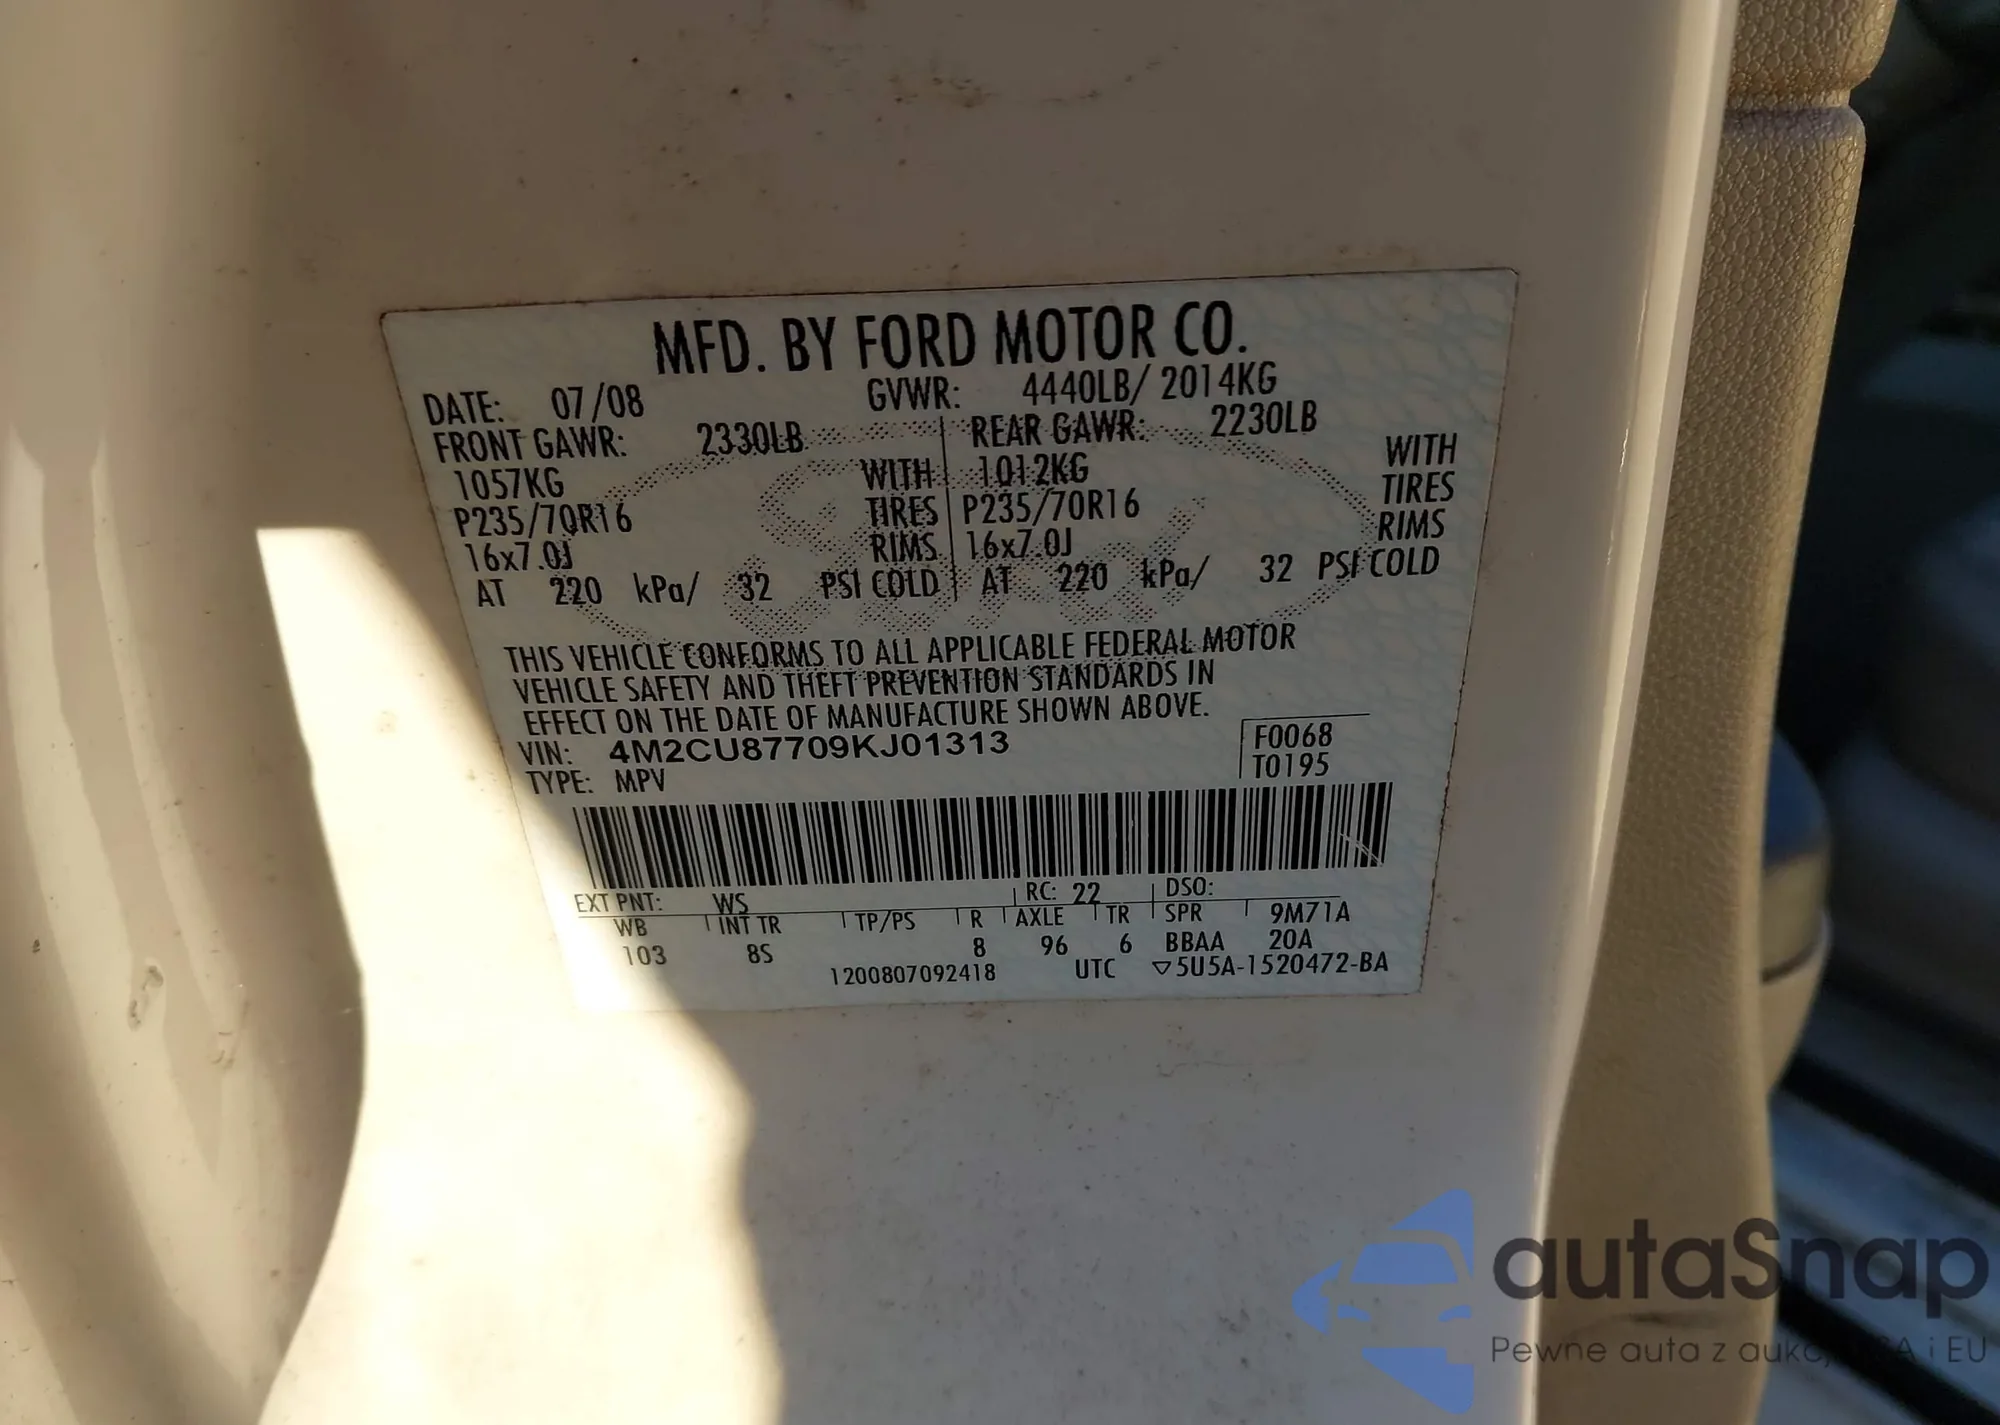 MFD. BY FORD MOTOR CO.
DATE: 07/08 GVWR: 4440LB/ 2014KG
FRONT GAWR: 2330LB REAR GAWR: 2230LB
1057KG WITH 1012KG WITH
P235/70R16 TIRES P235/70R16 TIRES
16x7.0J RIMS 16x7.0J RIMS
AT 220 kPa/ 32 PSI COLD AT 220 kPa/ 32 PSI COLD
THIS VEHICLE CONFORMS TO ALL APPLICABLE FEDERAL MOTOR
VEHICLE SAFETY AND THEFT PREVENTION STANDARDS IN
EFFECT ON THE DATE OF MANUFACTURE SHOWN ABOVE.
VIN: 4M2CU87709KJ01313 F0068
TYPE: MPV T0195
EXT PNT: WS RC: 22 DSO:
WB INT TR TP/PS R AXLE TR SPR 9M71A
103 8S 8 96 6 BBAA 20A
1200807092418 UTC ▽5U5A-1520472-BA
autaSnap
Pewne auta z i EU